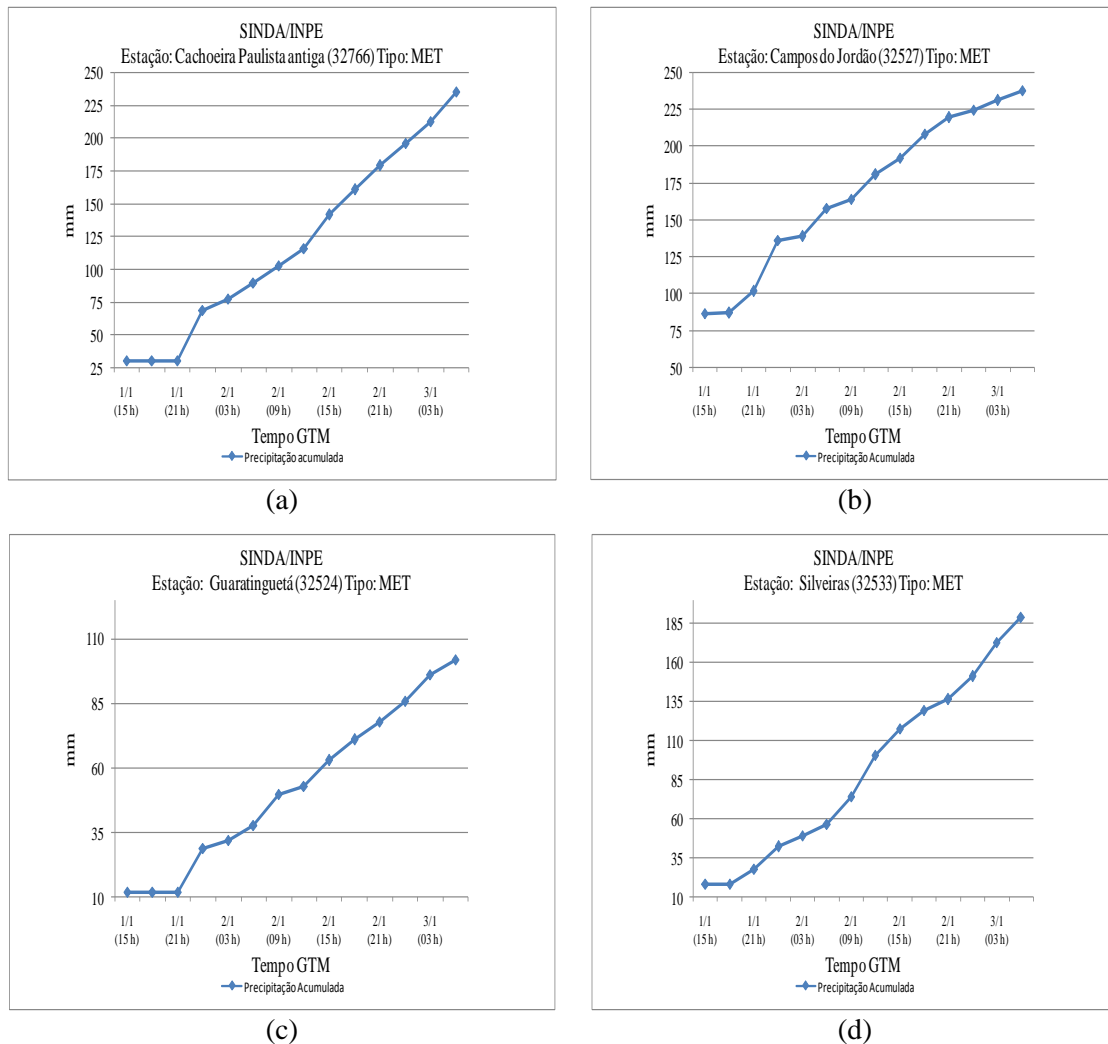 SINDA/INPE
Estação: Cachoeira Paulista antiga (32766) Tipo: MET
250
225
200
175
150
125
100
75
50
25
mm
1/1 1/1 2/1 2/1 2/1 2/1 3/1
(15 h) (21 h) (03 h) (09 h) (15 h) (21 h) (03 h)
Tempo GTM
Precipitação acumulada
(a)
SINDA/INPE
Estação: Campos do Jordão (32527) Tipo: MET
250
225
200
175
150
125
100
75
50
mm
1/1 1/1 2/1 2/1 2/1 2/1 3/1
(15 h) (21 h) (03 h) (09 h) (15 h) (21 h) (03 h)
Tempo GTM
Precipitação Acumulada
(b)
SINDA/INPE
Estação: Guaratinguetá (32524) Tipo: MET
110
85
60
35
10
mm
1/1 1/1 2/1 2/1 2/1 2/1 3/1
(15 h) (21 h) (03 h) (09 h) (15 h) (21 h) (03 h)
Tempo GTM
Precipitação Acumulada
(c)
SINDA/INPE
Estação: Silveiras (32533) Tipo: MET
185
160
135
110
85
60
35
10
mm
1/1 1/1 2/1 2/1 2/1 2/1 3/1
(15 h) (21 h) (03 h) (09 h) (15 h) (21 h) (03 h)
Tempo GTM
Precipitação Acumulada
(d)